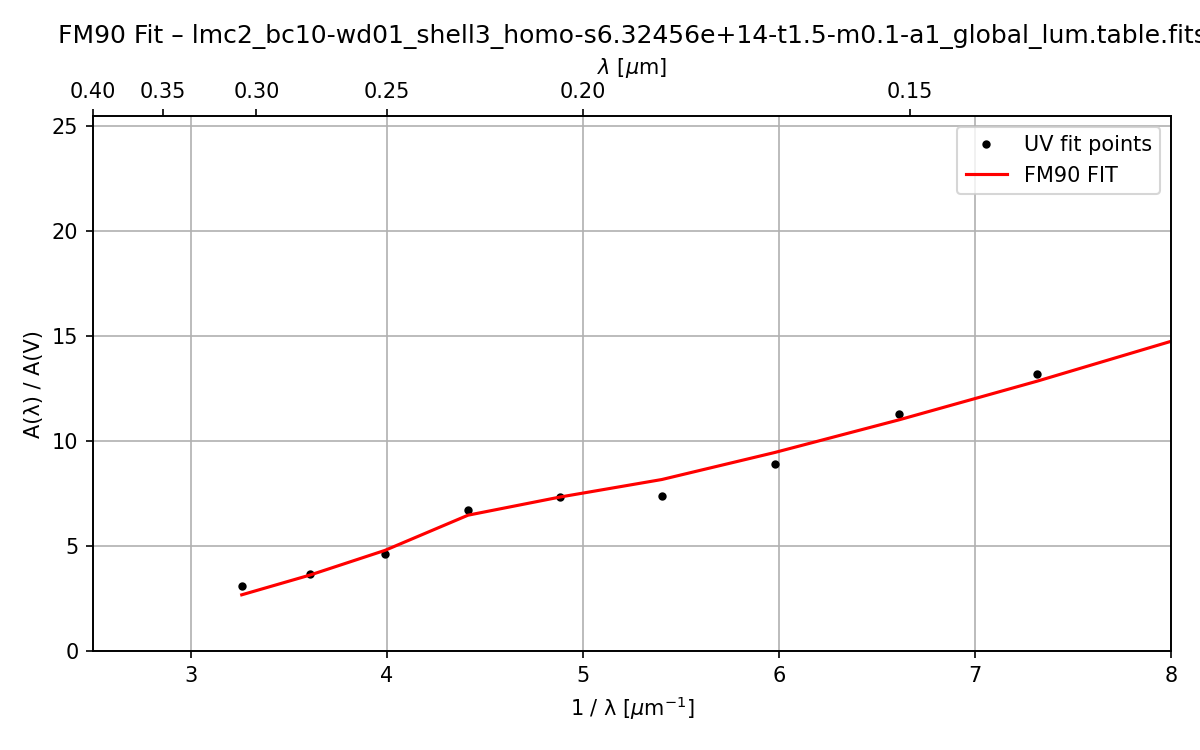 FM90 Fit – lmc2_bc10-wd01_shell3_homo-s6.32456e+14-t1.5-m0.1-a1_global_lum.table.fits
λ [μm]
0.40 0.35 0.30 0.25 0.20 0.15
UV fit points
FM90 FIT
A(λ) / A(V)
25
20
15
10
5
0
3 4 5 6 7 8
1 / λ [μm⁻¹]